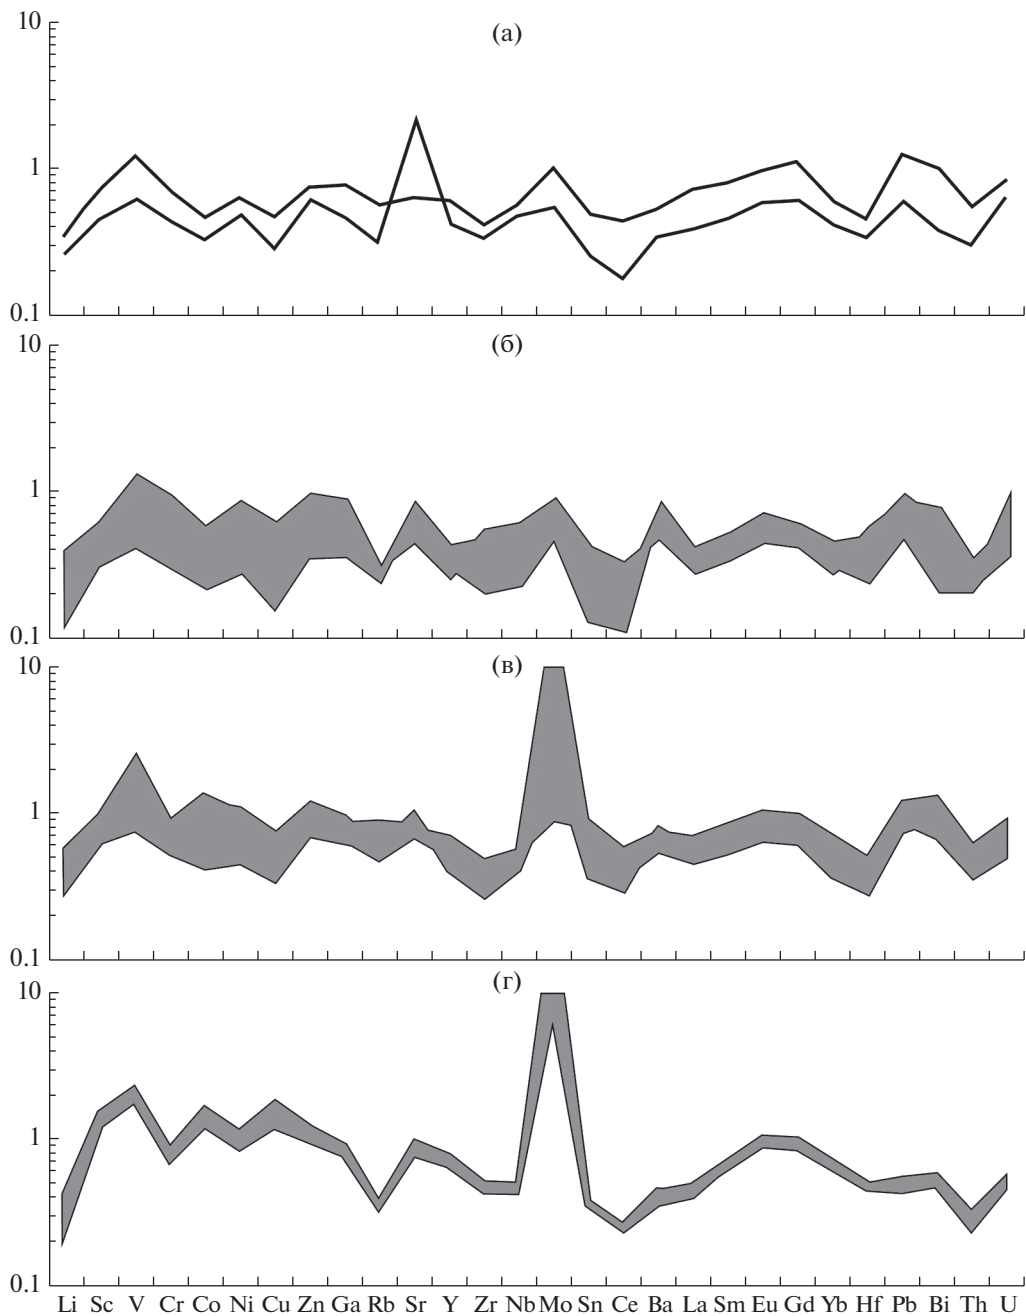 10
(а)
1
0.1
10
(б)
1
0.1
10
(в)
1
0.1
10
(г)
1
0.1
Li Sc V Cr Co Ni Cu Zn Ga Rb Sr Y Zr Nb Mo Sn Ce Ba La Sm Eu Gd Yb Hf Pb Bi Th U